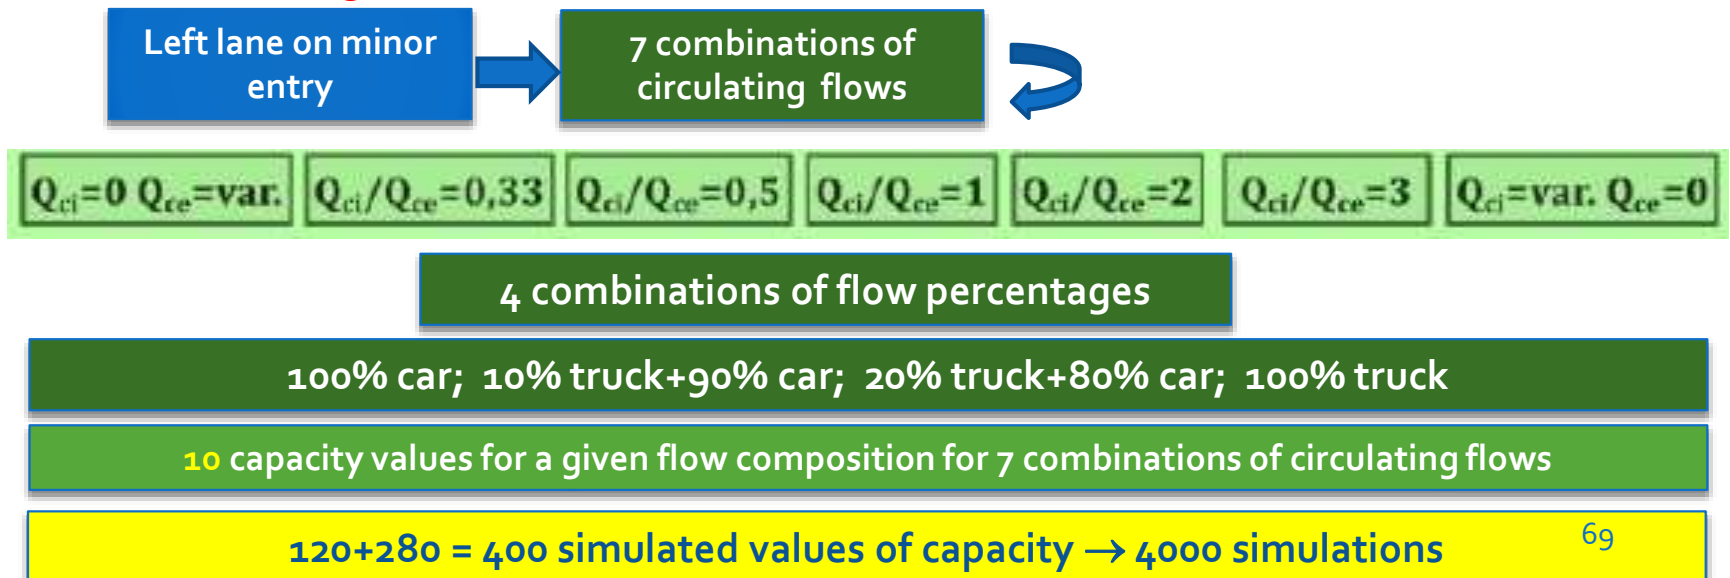 Left lane on minor
entry
7 combinations of
circulating flows
Qci=0 Qce=var. Qci/Qce=0,33 Qci/Qce=0,5 Qci/Qce=1 Qci/Qce=2 Qci/Qce=3 Qci=var. Qce=0
4 combinations of flow percentages
100% car; 10% truck+90% car; 20% truck+80% car; 100% truck
10 capacity values for a given flow composition for 7 combinations of circulating flows
120+280 = 400 simulated values of capacity → 4000 simulations
69